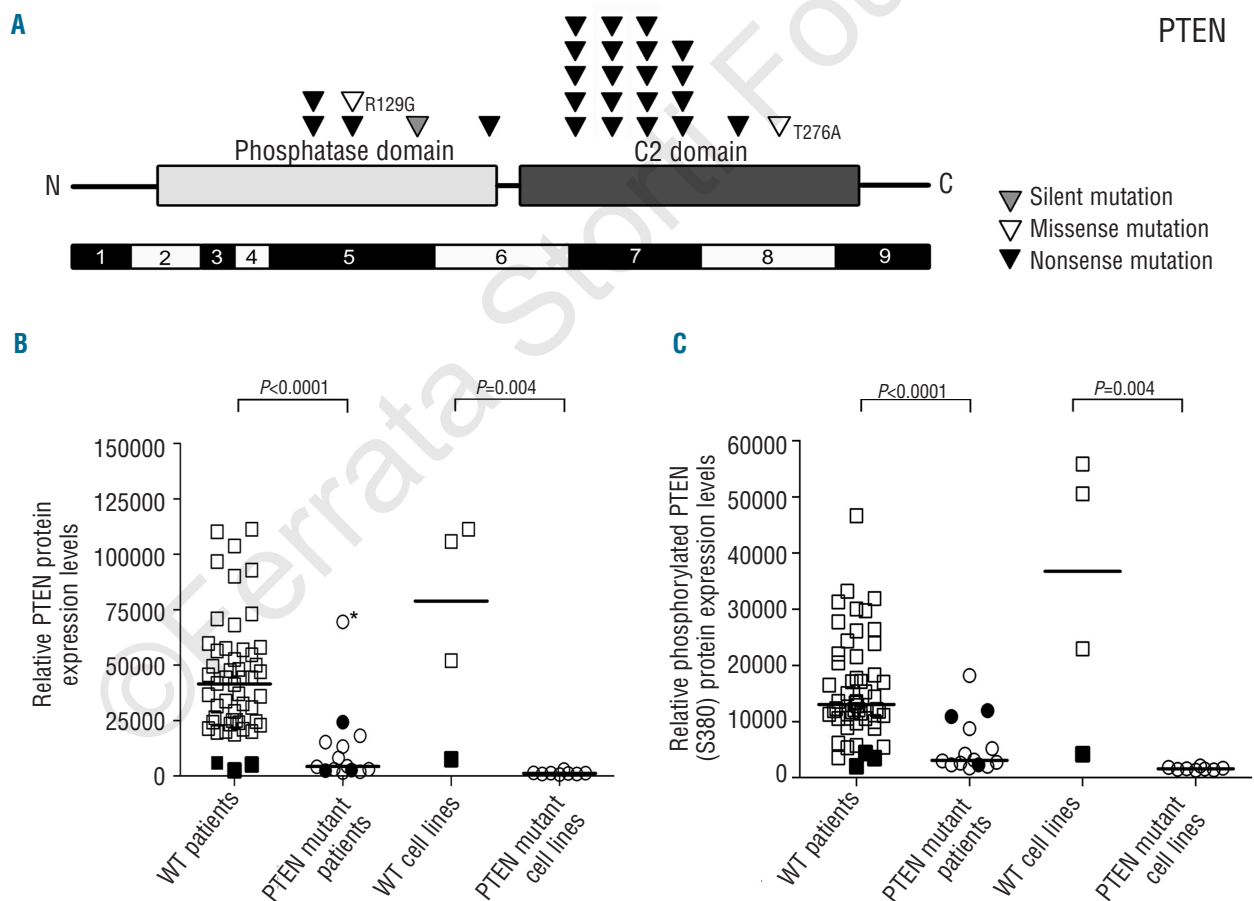 A
PTEN
R129G
T276A
Phosphatase domain
C2 domain
N
C
Silent mutation
Missense mutation
Nonsense mutation
1 2 3 4 5 6 7 8 9
B
P<0.0001
P=0.004
Relative PTEN protein
expression levels
150000
125000
100000
75000
50000
25000
0
*
WT patients
PTEN mutant
patients
WT cell lines
PTEN mutant
cell lines
C
P<0.0001
P=0.004
Relative phosphorylated PTEN
(S380) protein expression levels
60000
50000
40000
30000
20000
10000
0
WT patients
PTEN mutant
patients
WT cell lines
PTEN mutant
cell lines
©Ferrata Storti Fou